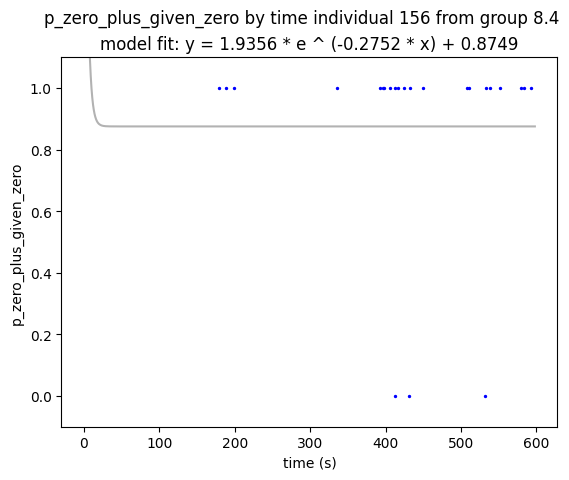 p_zero_plus_given_zero by time individual 156 from group 8.4
model fit: y = 1.9356 * e ^ (-0.2752 * x) + 0.8749
1.0
0.8
0.6
0.4
0.2
0.0
p_zero_plus_given_zero
0 100 200 300 400 500 600
time (s)